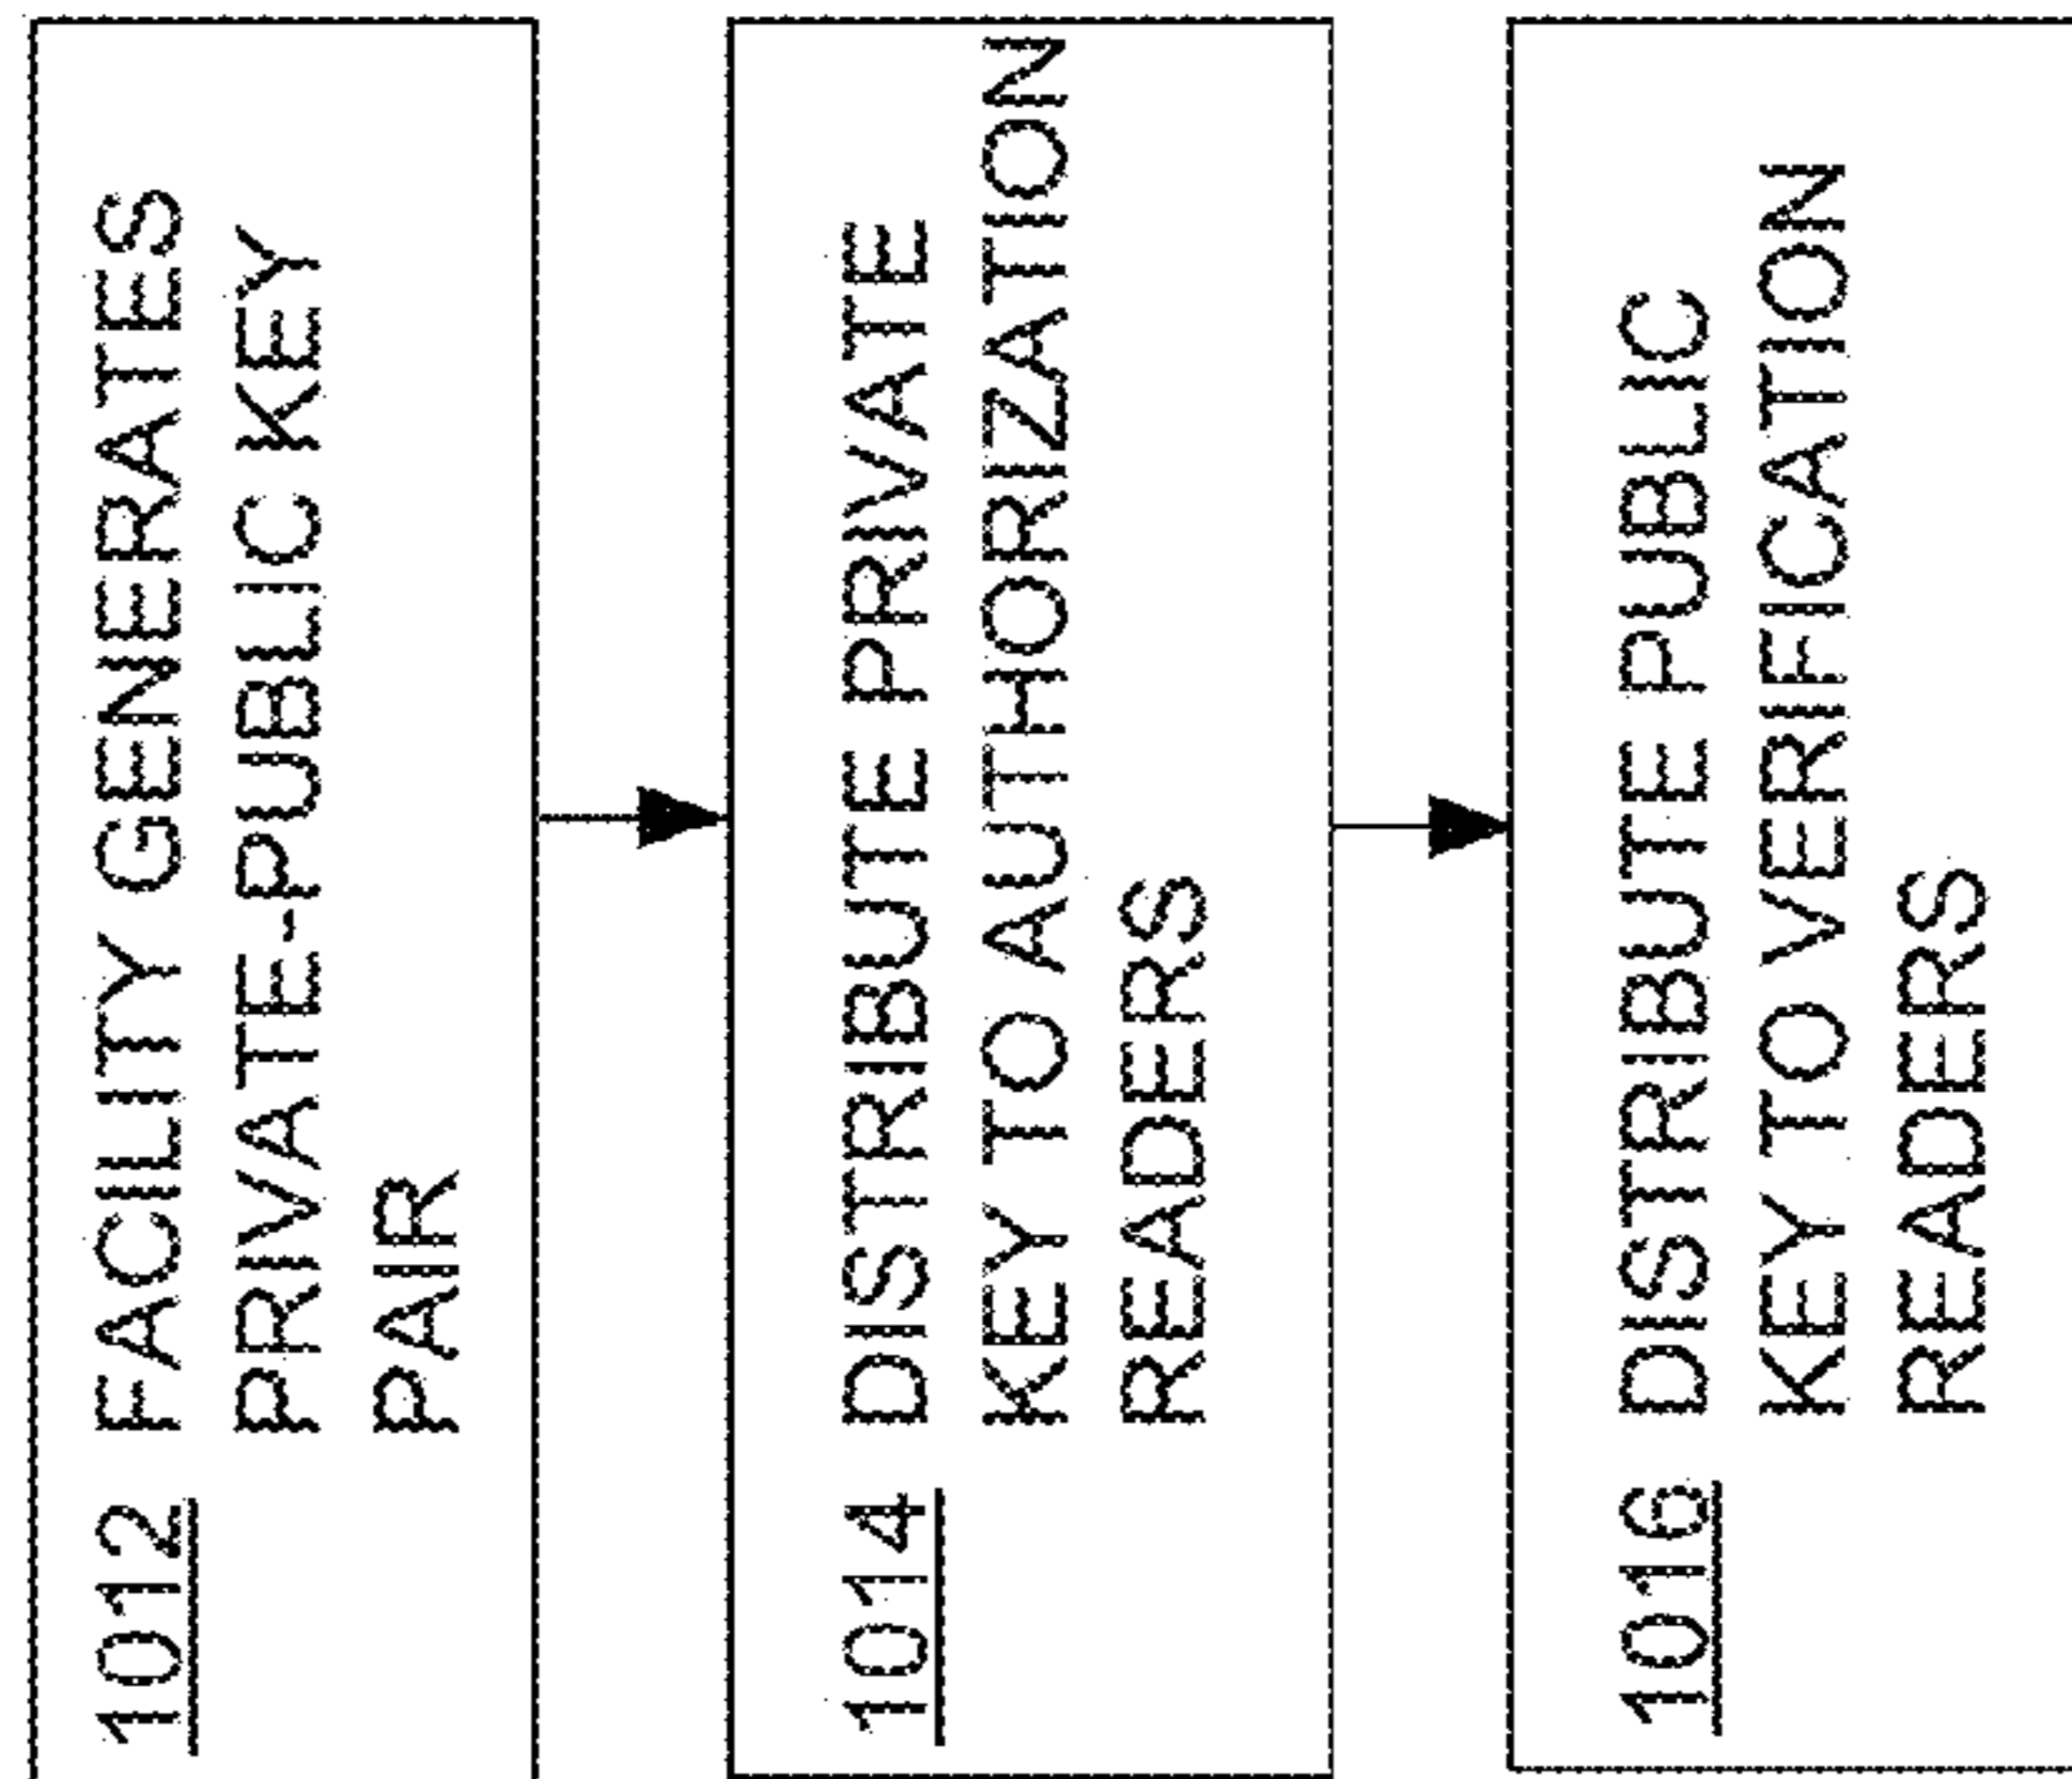 1012 FACILITY GENERATES
PRIVATE-PUBLIC KEY
PAIR
1014 DISTRIBUTE PRIVATE
KEY TO AUTHORIZATION
READERS
1016 DISTRIBUTE PUBLIC
KEY TO VERIFICATION
READERS